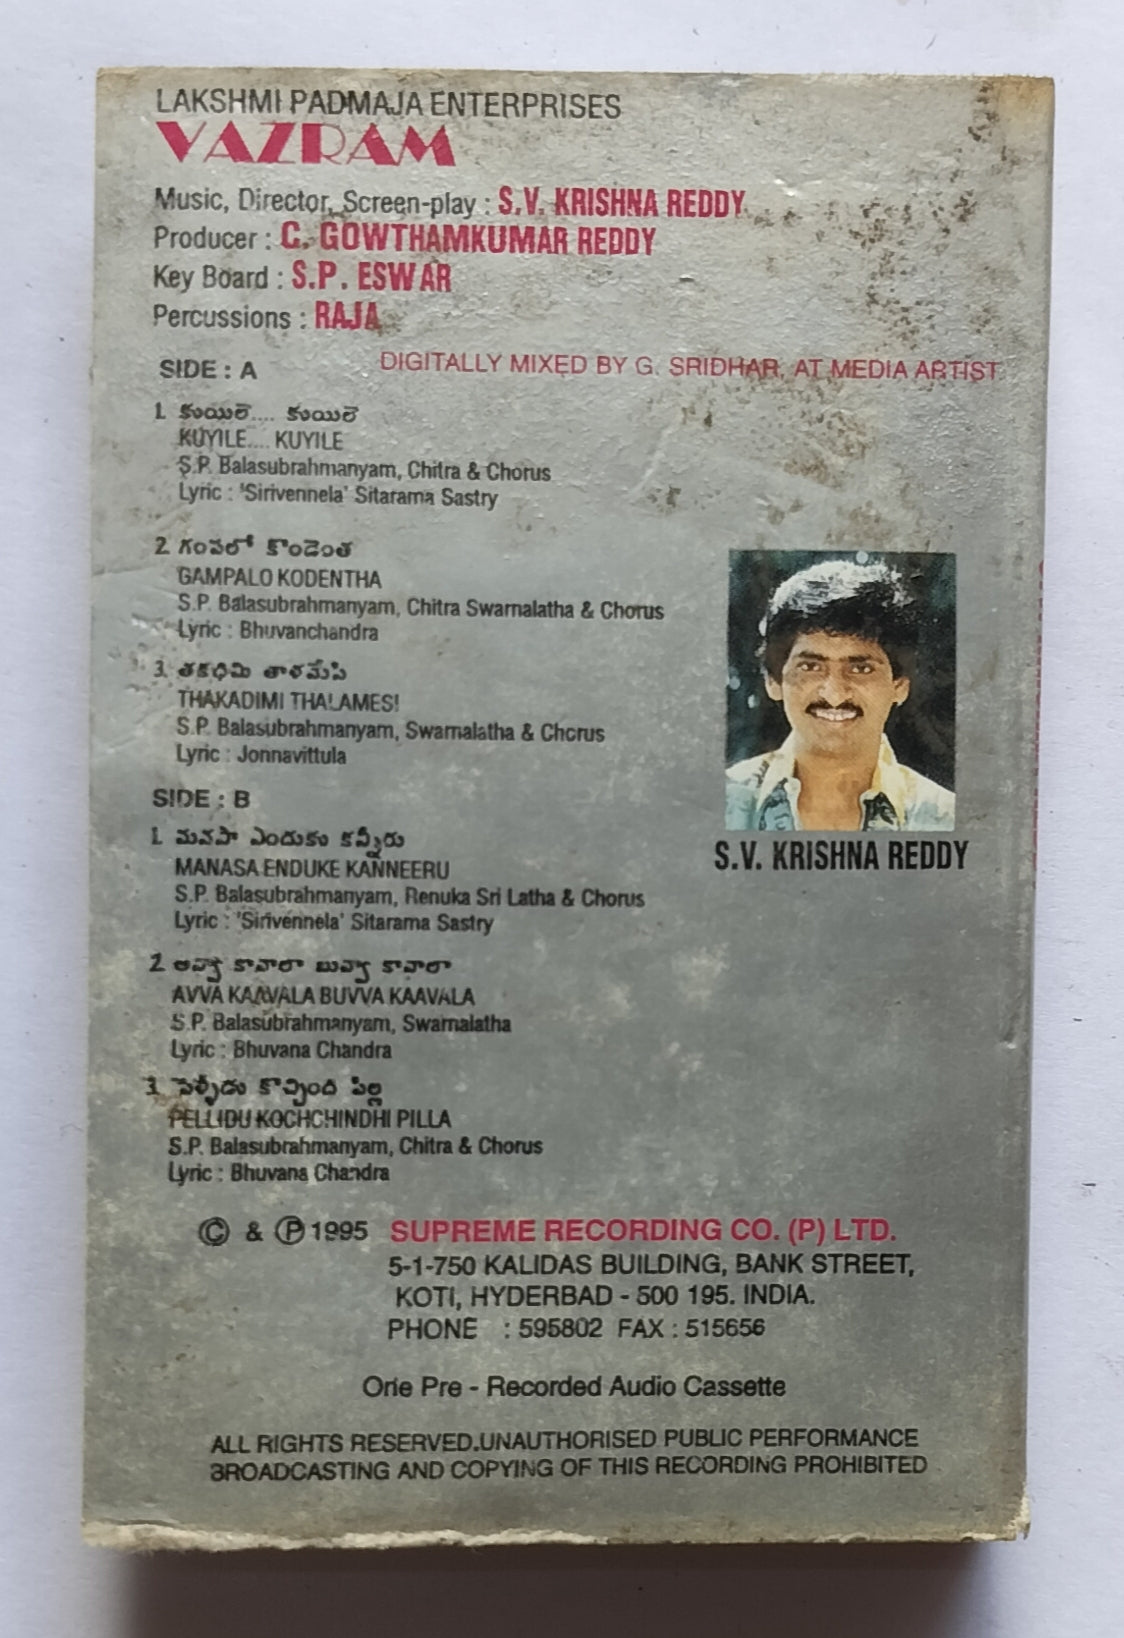 LAKSHMI PADMAJA ENTERPRISES
VAZRAM
Music, Director, Screen-play : S.V. KRISHNA REDDY
Producer : C. GOWTHAMKUMAR REDDY
Key Board : S.P. ESWAR
Percussions : RAJA
SIDE : A
DIGITALLY MIXED BY G. SRIDHAR, AT MEDIA ARTIST
1. కుయిలె.... కుయిలె
KUYILE.... KUYILE
S.P. Balasubrahmanyam, Chitra & Chorus
Lyric : 'Sirivennela' Sitarama Sastry
2. గంపలో కొండెంత
GAMPALO KODENTHA
S.P. Balasubrahmanyam, Chitra Swarnalatha & Chorus
Lyric : Bhuvanchandra
3. తకధిమి తాళమేసి
THAKADIMI THALAMESI
S.P. Balasubrahmanyam, Swarnalatha & Chorus
Lyric : Jonnavittula
SIDE : B
1. మనసా ఎందుకు కన్నీరు
MANASA ENDUKE KANNEERU
S.P. Balasubrahmanyam, Renuka Sri Latha & Chorus
Lyric : 'Sirivennela' Sitarama Sastry
2. అవ్వా కావాలా బువ్వా కావాలా
AVVA KAAVALA BUVVA KAAVALA
S.P. Balasubrahmanyam, Swarnalatha
Lyric : Bhuvana Chandra
3. పెళ్ళీడు కొచ్చింది పిల్ల
PELLIDU KOCHCHINDHI PILLA
S.P. Balasubrahmanyam, Chitra & Chorus
Lyric : Bhuvana Chandra
S.V. KRISHNA REDDY
© & ℗ 1995 SUPREME RECORDING CO. (P) LTD.
5-1-750 KALIDAS BUILDING, BANK STREET,
KOTI, HYDERBAD - 500 195. INDIA.
PHONE : 595802 FAX : 515656
One Pre - Recorded Audio Cassette
ALL RIGHTS RESERVED.UNAUTHORISED PUBLIC PERFORMANCE
BROADCASTING AND COPYING OF THIS RECORDING PROHIBITED